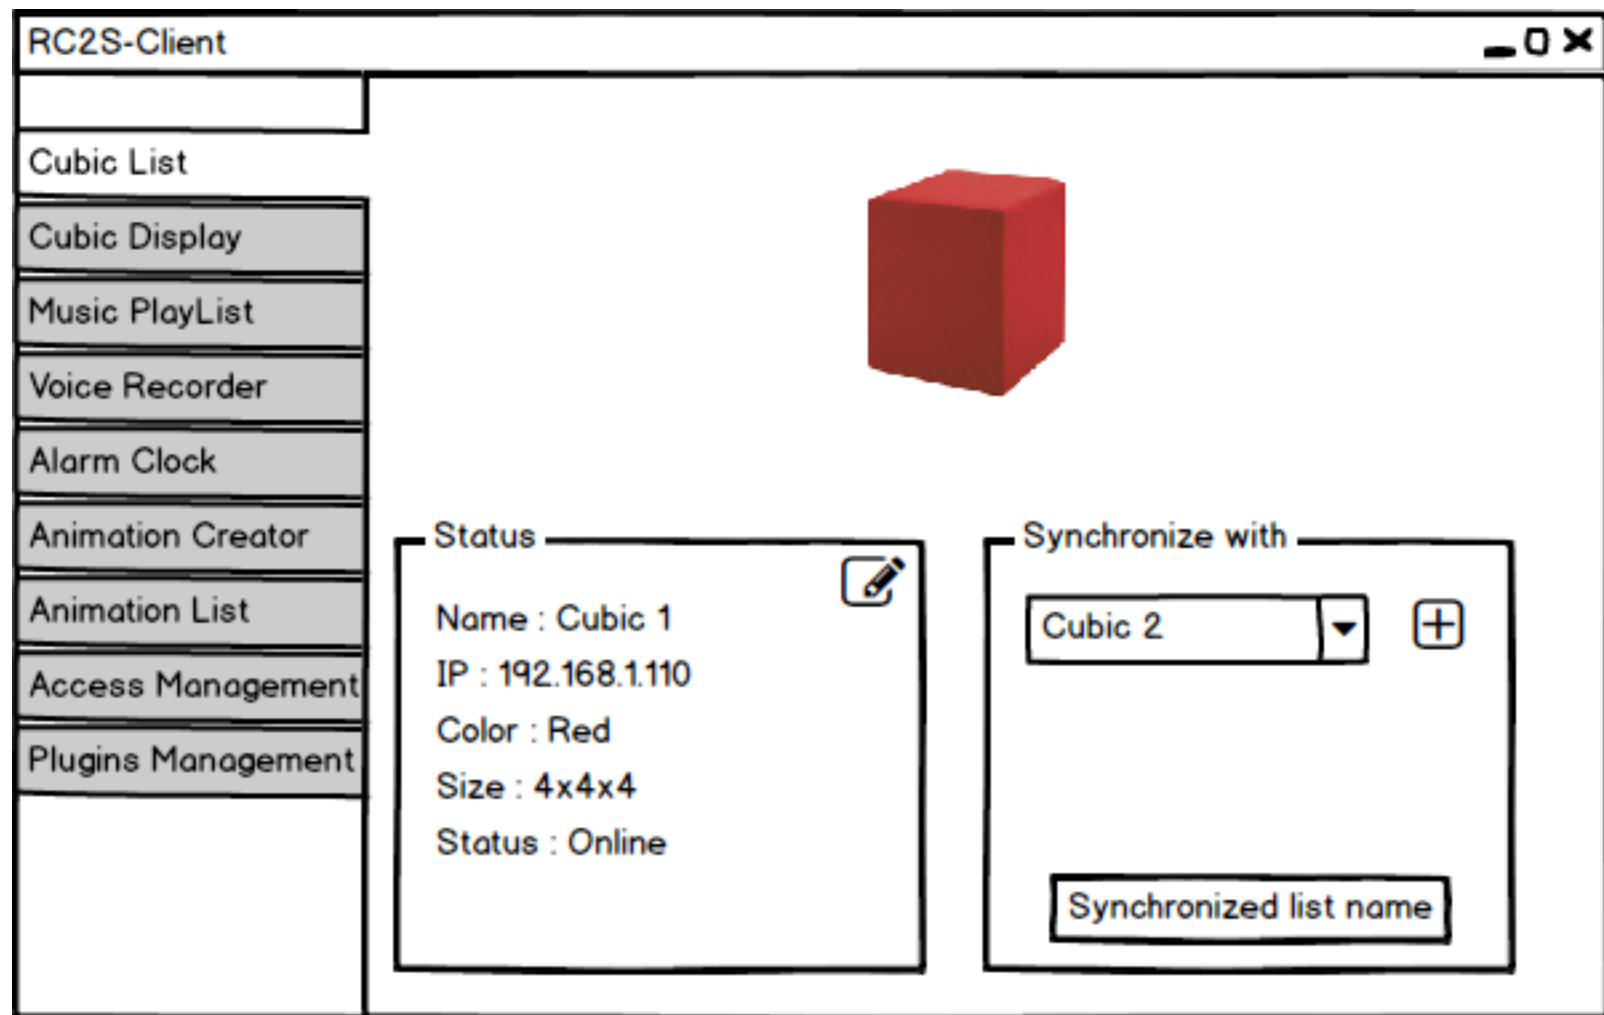 RC2S-Client
Cubic List
Cubic Display
Music PlayList
Voice Recorder
Alarm Clock
Animation Creator
Animation List
Access Management
Plugins Management
Status
Name : Cubic 1
IP : 192.168.1.110
Color : Red
Size : 4x4x4
Status : Online
Synchronize with
Cubic 2
Synchronized list name